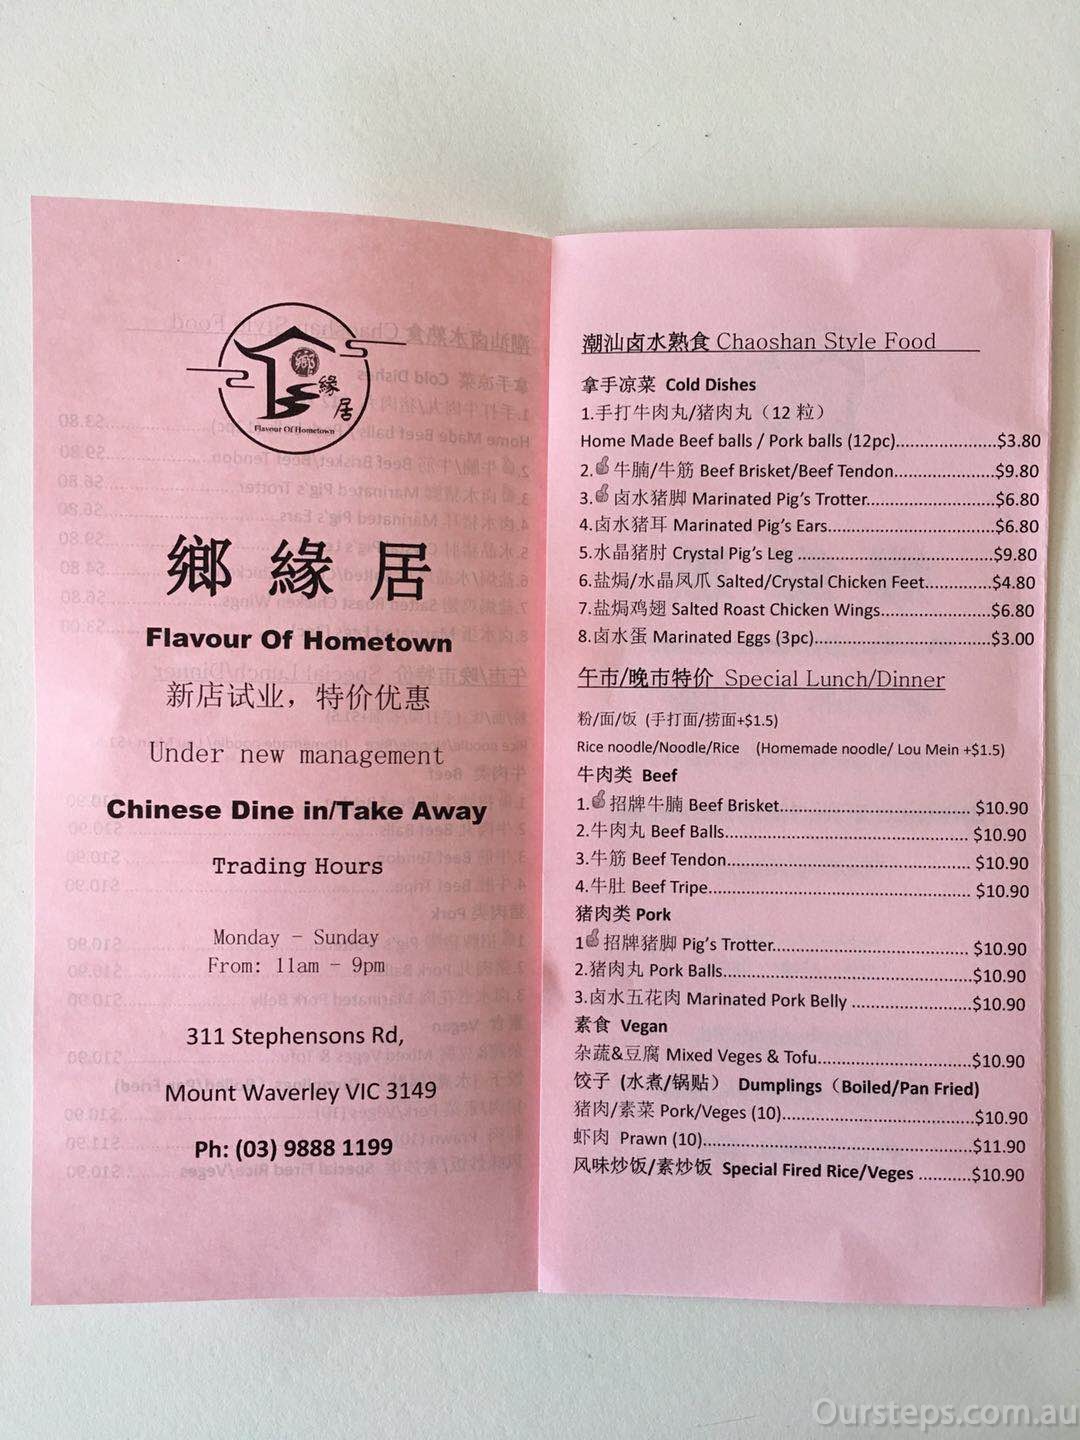 鄉
緣
居
Flavour Of Hometown
鄉 緣 居
Flavour Of Hometown
新店试业，特价优惠
Under new management
Chinese Dine in/Take Away
Trading Hours
Monday - Sunday
From: 11am - 9pm
311 Stephensons Rd,
Mount Waverley VIC 3149
Ph: (03) 9888 1199
潮汕卤水熟食 Chaoshan Style Food
拿手凉菜 Cold Dishes
1.手打牛肉丸/猪肉丸（12 粒）
Home Made Beef balls / Pork balls (12pc)......................$3.80
2.牛腩/牛筋 Beef Brisket/Beef Tendon......................$9.80
3.卤水猪脚 Marinated Pig's Trotter............................$6.80
4.卤水猪耳 Marinated Pig's Ears...................................$6.80
5.水晶猪肘 Crystal Pig's Leg ..........................................$9.80
6.盐焗/水晶凤爪 Salted/Crystal Chicken Feet..............$4.80
7.盐焗鸡翅 Salted Roast Chicken Wings.......................$6.80
8.卤水蛋 Marinated Eggs (3pc)......................................$3.00
午市/晚市特价 Special Lunch/Dinner
粉/面/饭 (手打面/捞面+$1.5)
Rice noodle/Noodle/Rice (Homemade noodle/ Lou Mein +$1.5)
牛肉类 Beef
1.招牌牛腩 Beef Brisket......................................... $10.90
2.牛肉丸 Beef Balls..................................................... $10.90
3.牛筋 Beef Tendon..................................................... $10.90
4.牛肚 Beef Tripe......................................................... $10.90
猪肉类 Pork
1招牌猪脚 Pig's Trotter...........................................$10.90
2.猪肉丸 Pork Balls......................................................$10.90
3.卤水五花肉 Marinated Pork Belly ..........................$10.90
素食 Vegan
杂蔬&豆腐 Mixed Veges & Tofu..................................$10.90
饺子 (水煮/锅贴） Dumplings（Boiled/Pan Fried)
猪肉/素菜 Pork/Veges (10)..........................................$10.90
虾肉 Prawn (10)...........................................................$11.90
风味炒饭/素炒饭 Special Fired Rice/Veges ...........$10.90
Oursteps.com.au